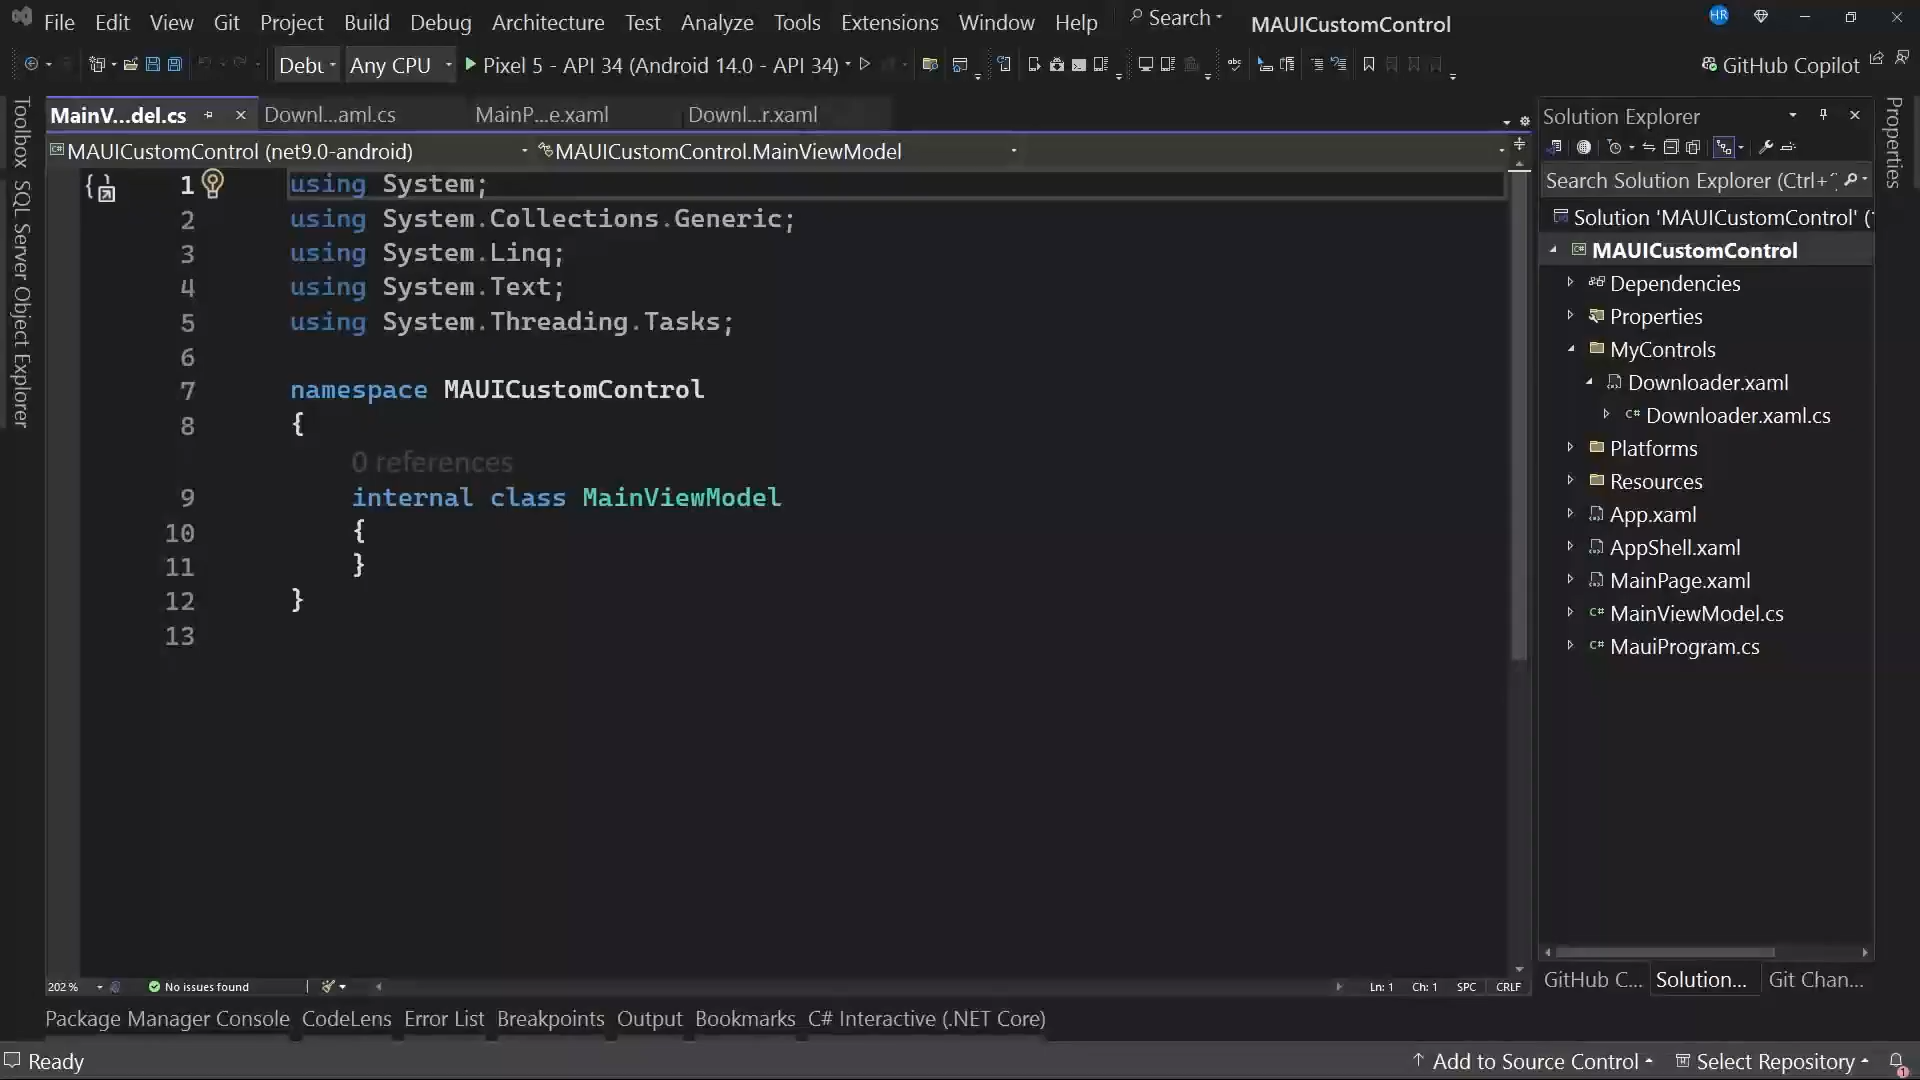 File Edit View Git Project Build Debug Architecture Test Analyze Tools Extensions Window Help Search MAUICustomControl HR
Debu Any CPU Pixel 5 - API 34 (Android 14.0 - API 34) GitHub Copilot
MainV...del.cs Downl...aml.cs MainP...e.xaml Downl...r.xaml
MAUICustomControl (net9.0-android) MAUICustomControl.MainViewModel
Toolbox
SQL Server Object Explorer
1 using System;
2 using System.Collections.Generic;
3 using System.Linq;
4 using System.Text;
5 using System.Threading.Tasks;
6
7 namespace MAUICustomControl
8 {
0 references
9 internal class MainViewModel
10 {
11 }
12 }
13
202 % No issues found Ln: 1 Ch: 1 SPC CRLF
Solution Explorer
Search Solution Explorer (Ctrl+
Solution 'MAUICustomControl' (
MAUICustomControl
Dependencies
Properties
MyControls
Downloader.xaml
C# Downloader.xaml.cs
Platforms
Resources
App.xaml
AppShell.xaml
MainPage.xaml
C# MainViewModel.cs
C# MauiProgram.cs
GitHub C... Solution... Git Chan...
Properties
Package Manager Console CodeLens Error List Breakpoints Output Bookmarks C# Interactive (.NET Core)
Ready Add to Source Control Select Repository 1